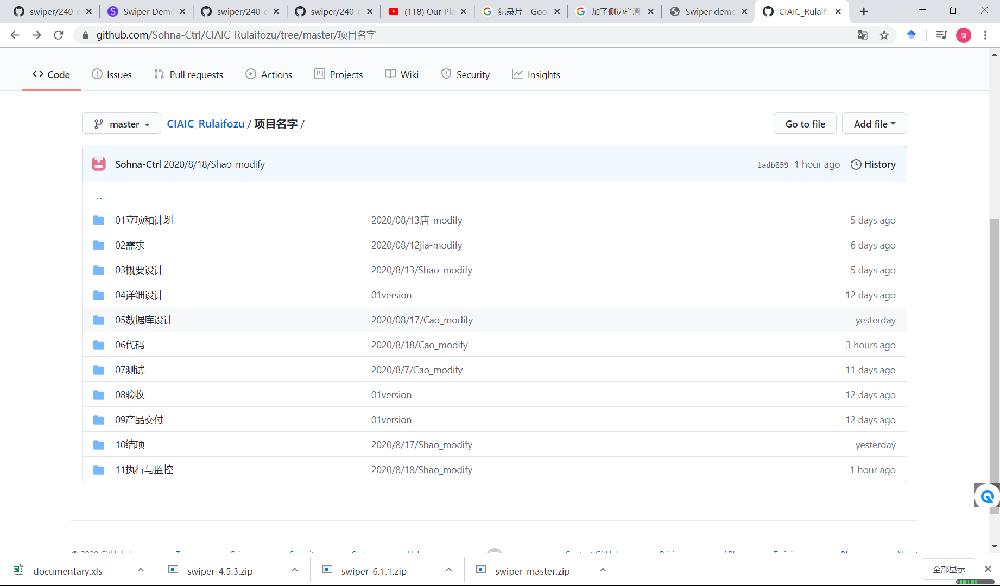 swiper/240-e
Swiper Demo
swiper/240-e
swiper/240-e
(118) Our Pla
纪录片 - Goo
加了侧边栏滑
Swiper demo
CIAIC_Rulaifo
github.com/Sohna-Ctrl/CIAIC_Rulaifozu/tree/master/项目名字
唐
Code
Issues
Pull requests
Actions
Projects
Wiki
Security
Insights
master
CIAIC_Rulaifozu / 项目名字 /
Go to file
Add file
Sohna-Ctrl 2020/8/18/Shao_modify
1adb859 1 hour ago
History
..
01立项和计划 2020/08/13唐_modify 5 days ago
02需求 2020/08/12jia-modify 6 days ago
03概要设计 2020/8/13/Shao_modify 5 days ago
04详细设计 01version 12 days ago
05数据库设计 2020/08/17/Cao_modify yesterday
06代码 2020/8/18/Cao_modify 3 hours ago
07测试 2020/8/7/Cao_modify 11 days ago
08验收 01version 12 days ago
09产品交付 01version 12 days ago
10结项 2020/8/17/Shao_modify yesterday
11执行与监控 2020/8/18/Shao_modify 1 hour ago
documentary.xls
swiper-4.5.3.zip
swiper-6.1.1.zip
swiper-master.zip
全部显示